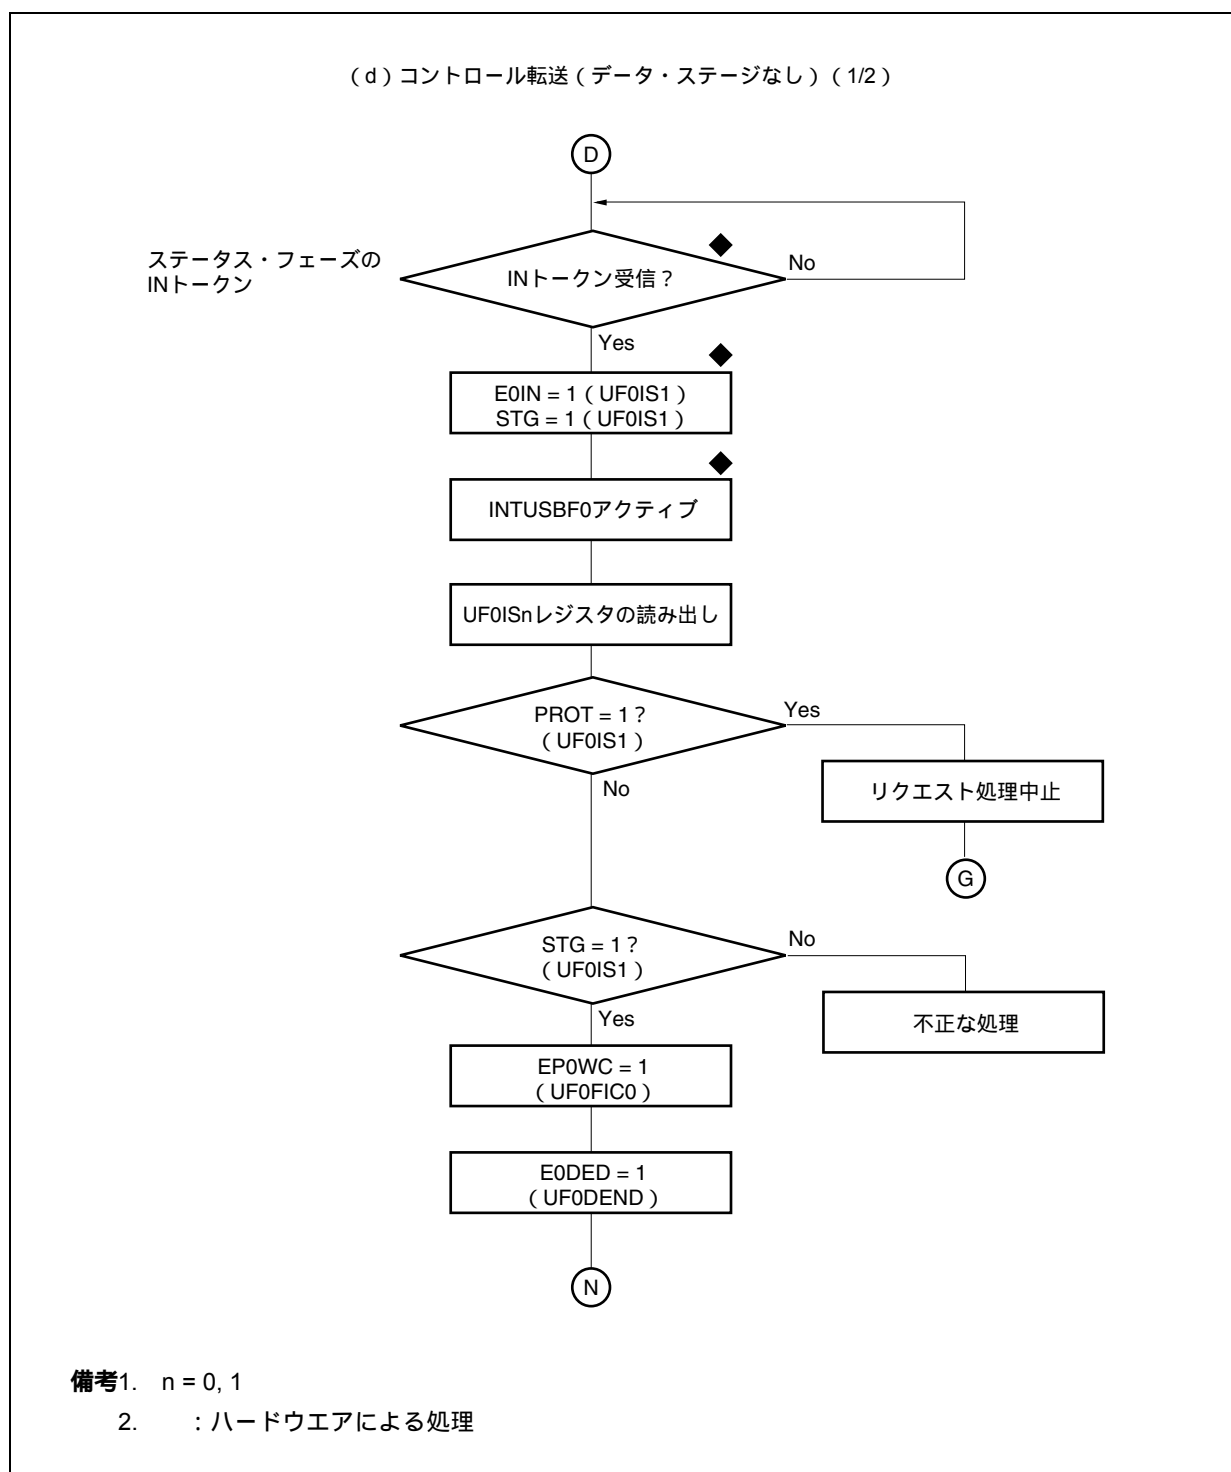 （d）コントロール転送（データ・ステージなし）（1/2）
D
ステータス・フェーズの
INトークン
INトークン受信？
No
Yes
E0IN = 1（UF0IS1）
STG = 1（UF0IS1）
INTUSBF0アクティブ
UF0ISnレジスタの読み出し
PROT = 1？
（UF0IS1）
Yes
No
リクエスト処理中止
G
STG = 1？
（UF0IS1）
No
Yes
不正な処理
EP0WC = 1
（UF0FIC0）
E0DED = 1
（UF0DEND）
N
備考1. n = 0, 1
2. ：ハードウエアによる処理